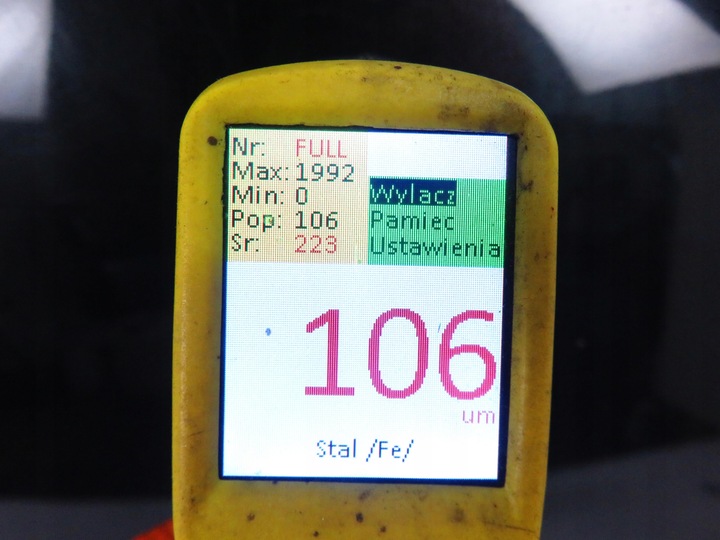 Nr: FULL
Max: 1992
Min: 0
Pop: 106
Sr: 223
Wylacz
Pamiec
Ustawienia
106
um
Stal /Fe/